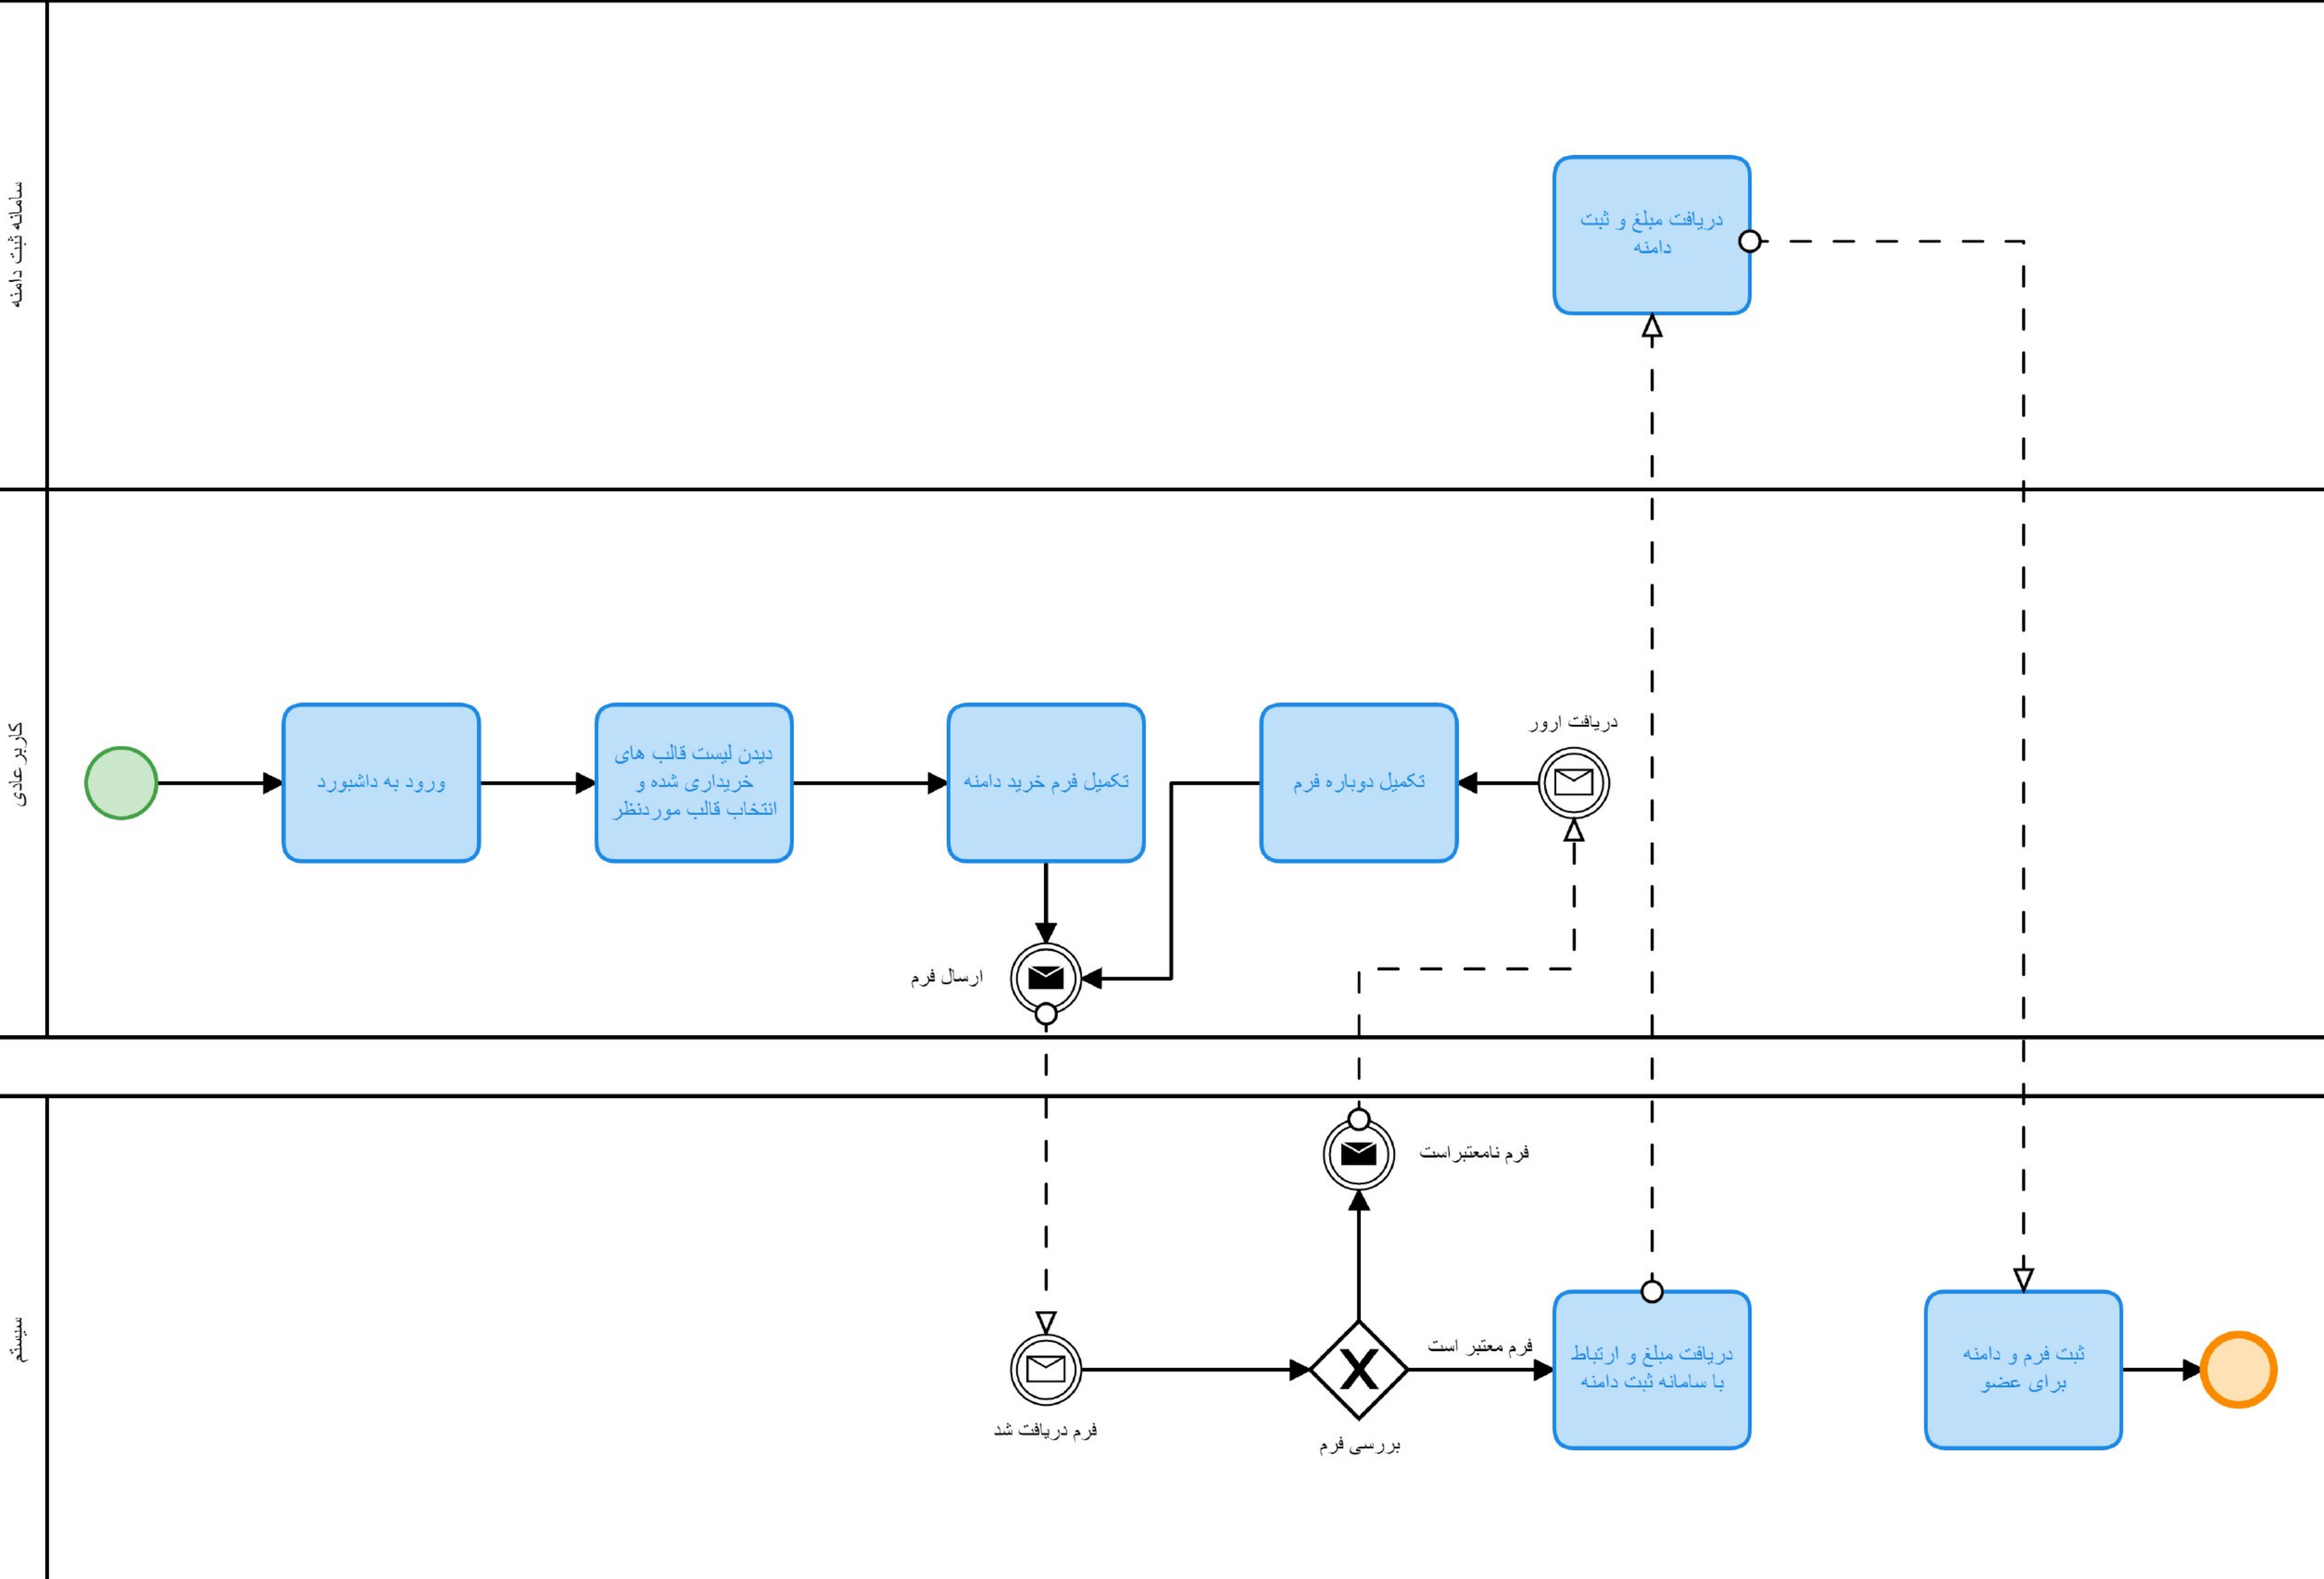 سامانه ثبت دامنه
دریافت مبلغ و ثبت
دامنه
کاربر عادی
ورود به داشبورد
دیدن لیست قالب های
خریداری شده و
انتخاب قالب موردنظر
تکمیل فرم خرید دامنه
تکمیل دوباره فرم
دریافت ارور
ارسال فرم
سیستم
فرم نامعتبر است
فرم دریافت شد
بررسی فرم
فرم معتبر است
دریافت مبلغ و ارتباط
با سامانه ثبت دامنه
ثبت فرم و دامنه
برای عضو